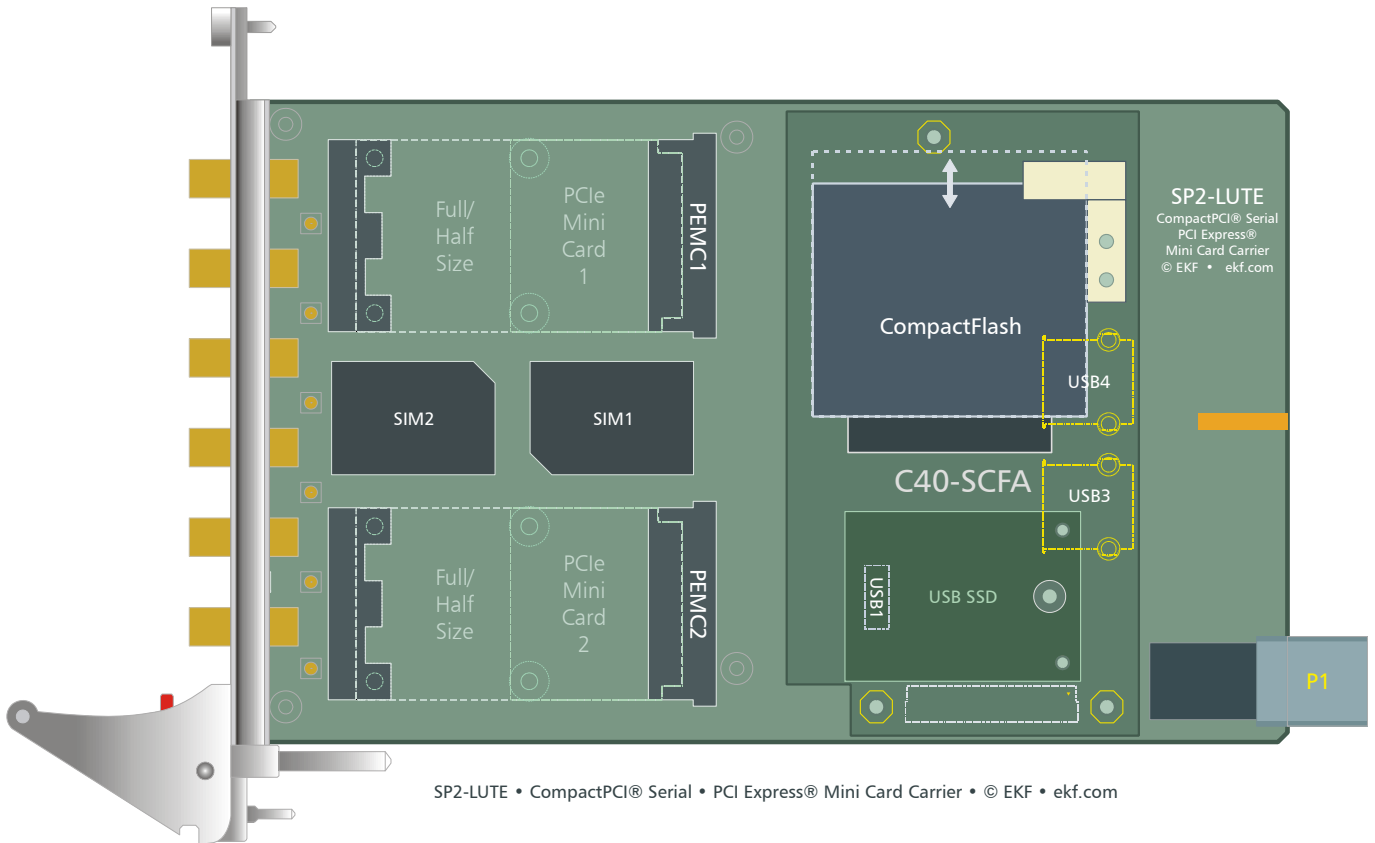 Full/
Half
Size
PCIe
Mini
Card
1
PEMC1
SIM2
SIM1
Full/
Half
Size
PCIe
Mini
Card
2
PEMC2
CompactFlash
USB4
C40-SCFA
USB3
USB1
USB SSD
SP2-LUTE
CompactPCI® Serial
PCI Express®
Mini Card Carrier
© EKF • ekf.com
P1
SP2-LUTE • CompactPCI® Serial • PCI Express® Mini Card Carrier • © EKF • ekf.com